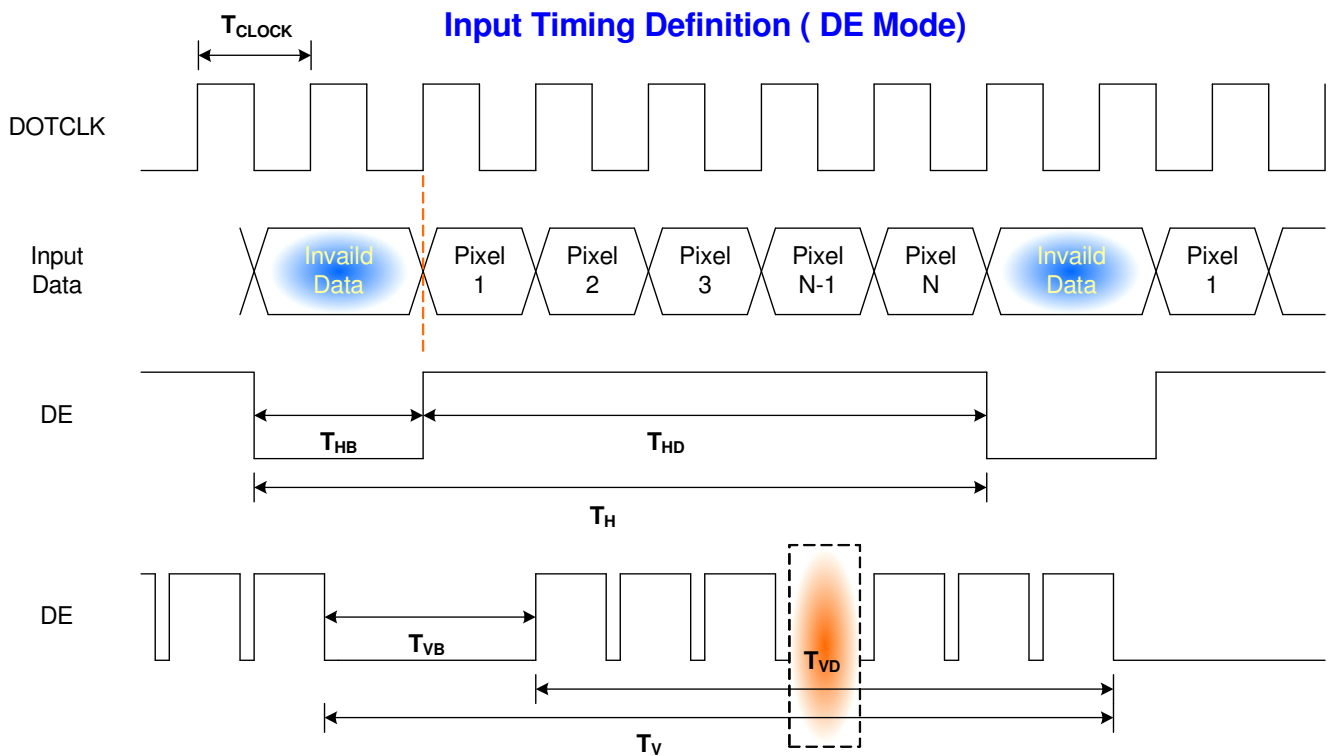 Input Timing Definition ( DE Mode)
TCLOCK
DOTCLK
Input
Data
Invaild
Data
Pixel
1
Pixel
2
Pixel
3
Pixel
N-1
Pixel
N
Invaild
Data
Pixel
1
DE
THB
THD
TH
DE
TVB
TVD
TV